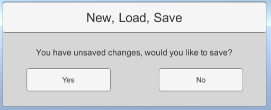 New, Load, Save
You have unsaved changes, would you like to save?
Yes
No